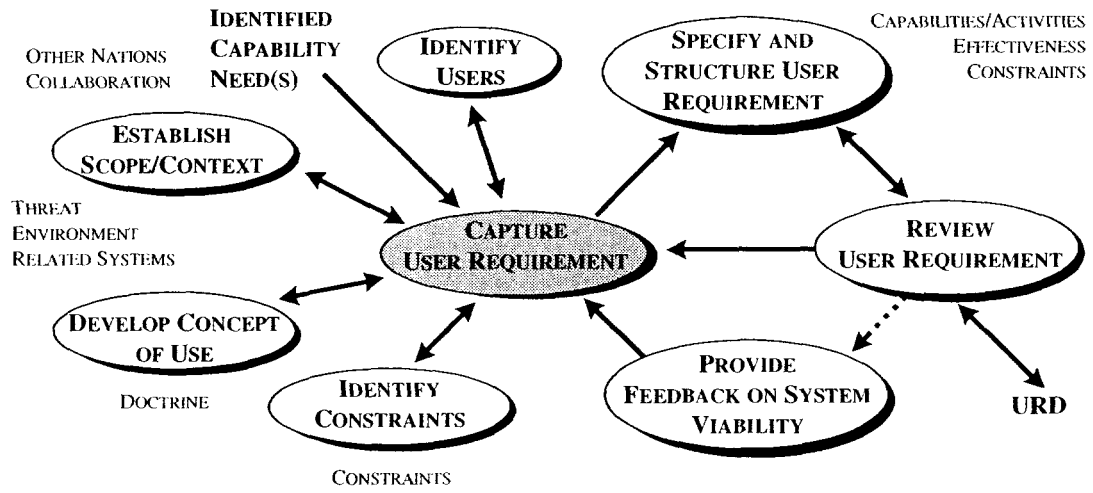 IDENTIFIED
CAPABILITY
NEED(S)
OTHER NATIONS
COLLABORATION
IDENTIFY
USERS
SPECIFY AND
STRUCTURE USER
REQUIREMENT
CAPABILITIES/ACTIVITIES
EFFECTIVENESS
CONSTRAINTS
ESTABLISH
SCOPE/CONTEXT
THREAT
ENVIRONMENT
RELATED SYSTEMS
CAPTURE
USER REQUIREMENT
REVIEW
USER REQUIREMENT
DEVELOP CONCEPT
OF USE
DOCTRINE
IDENTIFY
CONSTRAINTS
CONSTRAINTS
PROVIDE
FEEDBACK ON SYSTEM
VIABILITY
URD